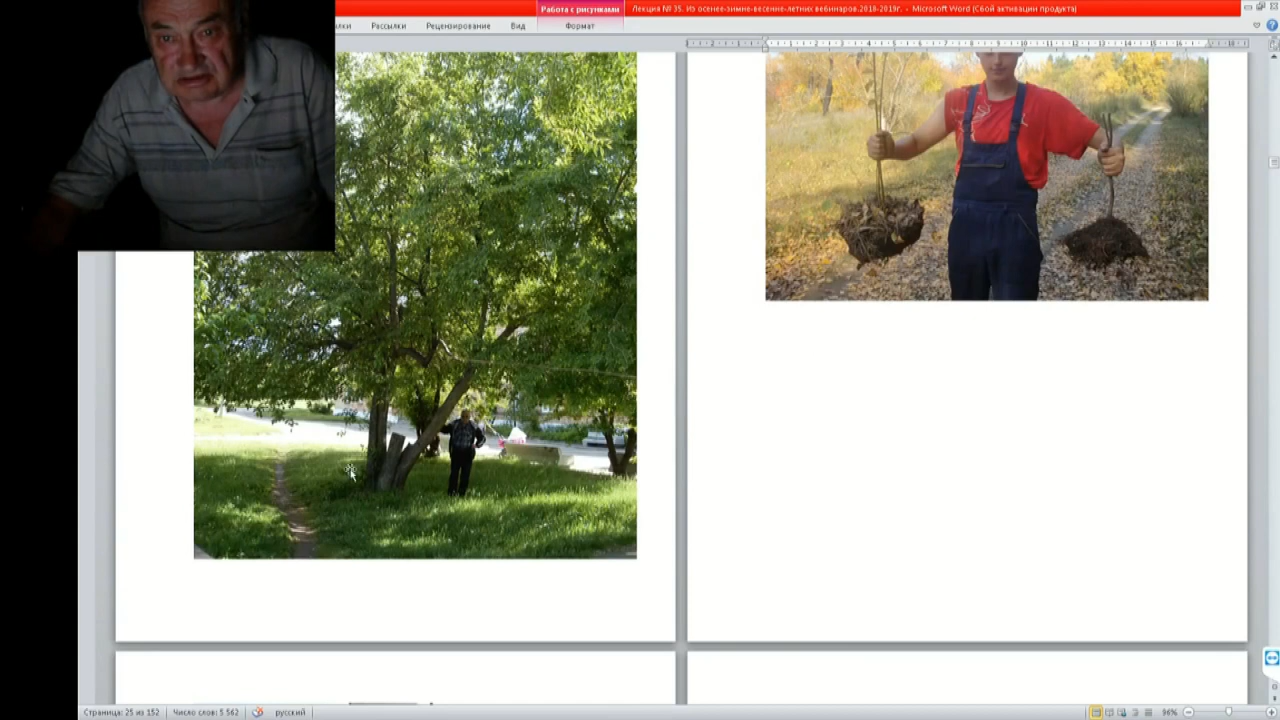 Работа с рисунками
Лекция № 35. Из осенее-зимне-весенне-летних вебинаров.2018-2019г. - Microsoft Word (Сбой активации продукта)
Рассылки Рецензирование Вид Формат
Страница: 25 из 152 Число слов: 5 562 русский 96%